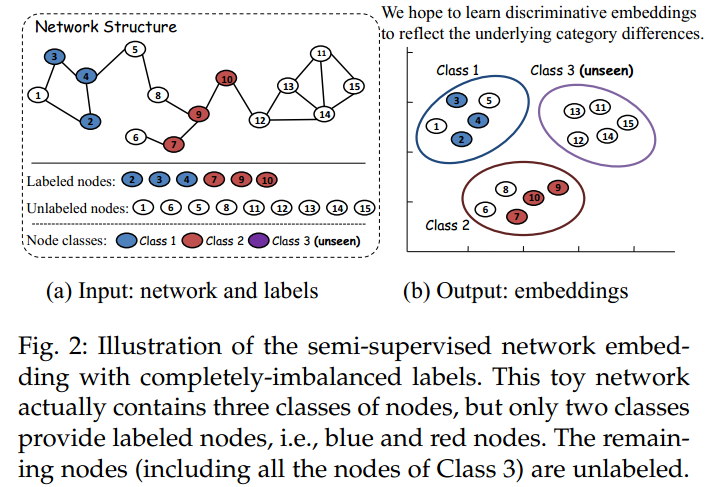 Network Structure
3
5
4
1
2
8
6
7
9
10
12
13
11
14
15
Labeled nodes: 2 3 4 7 9 10
Unlabeled nodes: 1 6 5 8 11 12 13 14 15
Node classes: Class 1 Class 2 Class 3 (unseen)
(a) Input: network and labels
We hope to learn discriminative embeddings
to reflect the underlying category differences.
Class 1
3 5
1 4
2
Class 3 (unseen)
13 11
15
12 14
8 9
10
6 7
Class 2
(b) Output: embeddings
Fig. 2: Illustration of the semi-supervised network embed-
ding with completely-imbalanced labels. This toy network
actually contains three classes of nodes, but only two classes
provide labeled nodes, i.e., blue and red nodes. The remain-
ing nodes (including all the nodes of Class 3) are unlabeled.